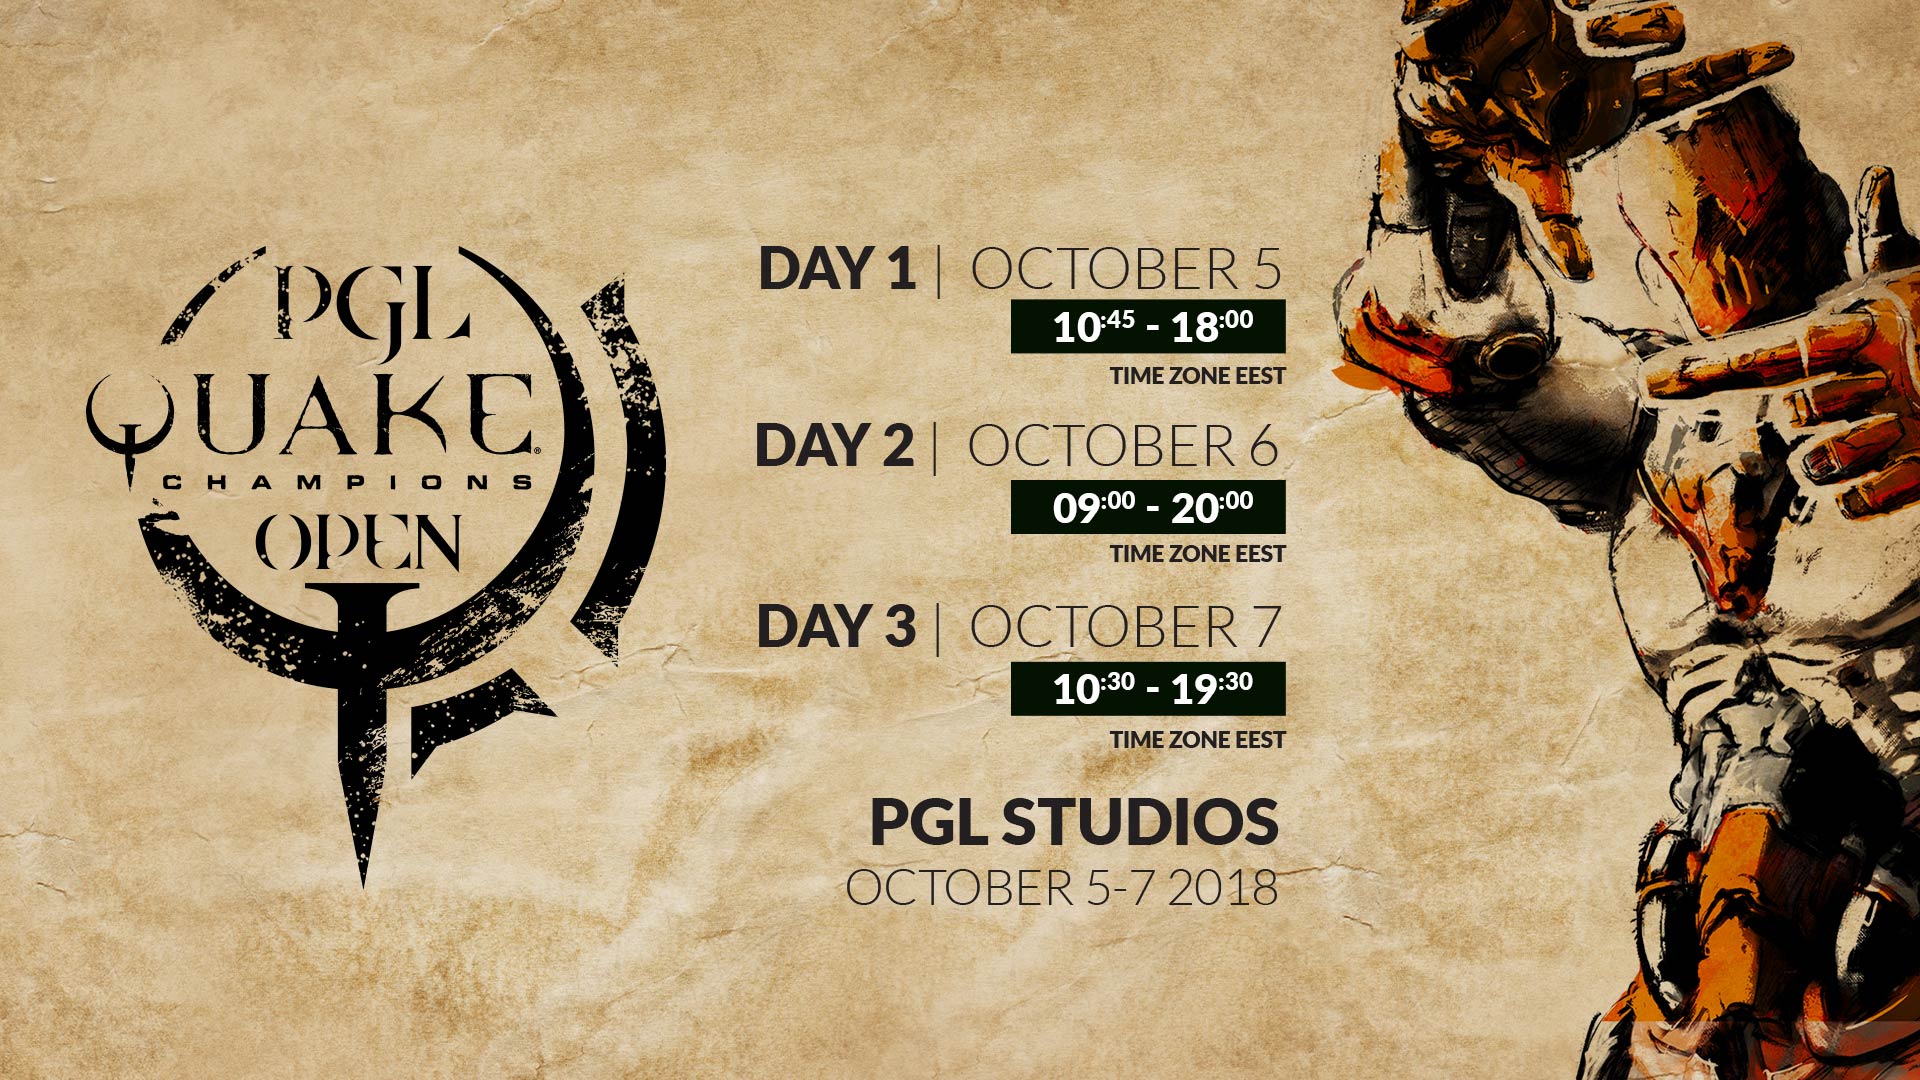 PGL
QUAKE®
CHAMPIONS
OPEN
DAY 1 | OCTOBER 5
10:45 - 18:00
TIME ZONE EEST
DAY 2 | OCTOBER 6
09:00 - 20:00
TIME ZONE EEST
DAY 3 | OCTOBER 7
10:30 - 19:30
TIME ZONE EEST
PGL STUDIOS
OCTOBER 5-7 2018